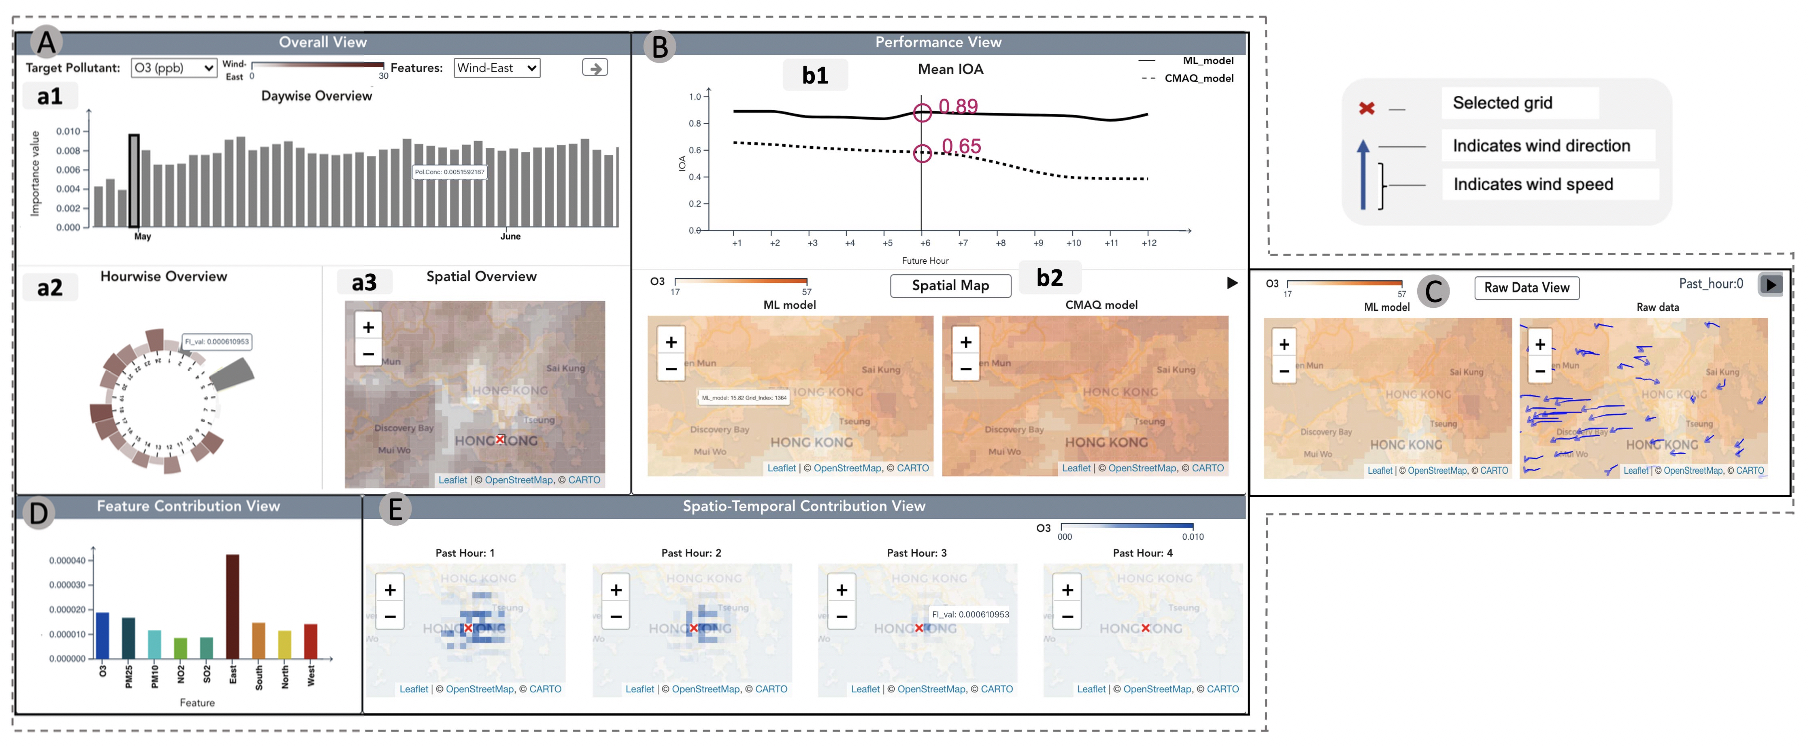 A
Overall View
Target Pollutant:
O3 (ppb)
Wind-
East
0
30
Features:
Wind-East
a1
Daywise Overview
Importance value
0.010
0.008
0.006
0.004
0.002
0.000
Pol.Conc: 0.0051592167
May
June
a2
Hourwise Overview
FI_val: 0.000610953
a3
Spatial Overview
+
−
Mun
Sai Kung
HONG KONG
Tseung
Discovery Bay
HONG KONG
Mui Wo
Leaflet | © OpenStreetMap, © CARTO
B
Performance View
b1
Mean IOA
ML_model
CMAQ_model
IOA
1.0
0.8
0.6
0.4
0.2
0.0
0.89
0.65
+1
+2
+3
+4
+5
+6
+7
+8
+9
+10
+11
+12
Future Hour
O3
17
57
Spatial Map
b2
ML model
CMAQ model
+
−
en Mun
Sai Kung
HONG KONG
ML_model: 15.82 Grid_Index: 1364
Tseung
Discovery Bay
HONG KONG
Mui Wo
Leaflet | © OpenStreetMap, © CARTO
+
−
en Mun
Sai Kung
HONG KONG
Tseung
Discovery Bay
HONG KONG
Mui Wo
Leaflet | © OpenStreetMap, © CARTO
Selected grid
Indicates wind direction
Indicates wind speed
O3
17
57
C
Raw Data View
Past_hour:0
ML model
Raw data
+
−
en Mun
Sai Kung
HONG KONG
Tseung
Discovery Bay
HONG KONG
Mui Wo
Leaflet | © OpenStreetMap, © CARTO
+
−
en Mun
Sai Kung
HONG KONG
Tseung
Discovery Bay
HONG KONG
Mui Wo
Leaflet | © OpenStreetMap, © CARTO
D
Feature Contribution View
0.000040
0.000030
0.000020
0.000010
0.000000
O3
PM25
PM10
NO2
SO2
East
South
North
West
Feature
E
Spatio-Temporal Contribution View
O3
000
0.010
Past Hour: 1
Past Hour: 2
Past Hour: 3
Past Hour: 4
+
−
HONG KONG
Tseung
HONG KONG
Wo
Leaflet | © OpenStreetMap, © CARTO
+
−
HONG KONG
Tseung
HONG KONG
Wo
Leaflet | © OpenStreetMap, © CARTO
+
−
HONG KONG
FI_val: 0.000610953
HONG KONG
Wo
Leaflet | © OpenStreetMap, © CARTO
+
−
HONG KONG
Tseung
HONG KONG
Wo
Leaflet | © OpenStreetMap, © CARTO